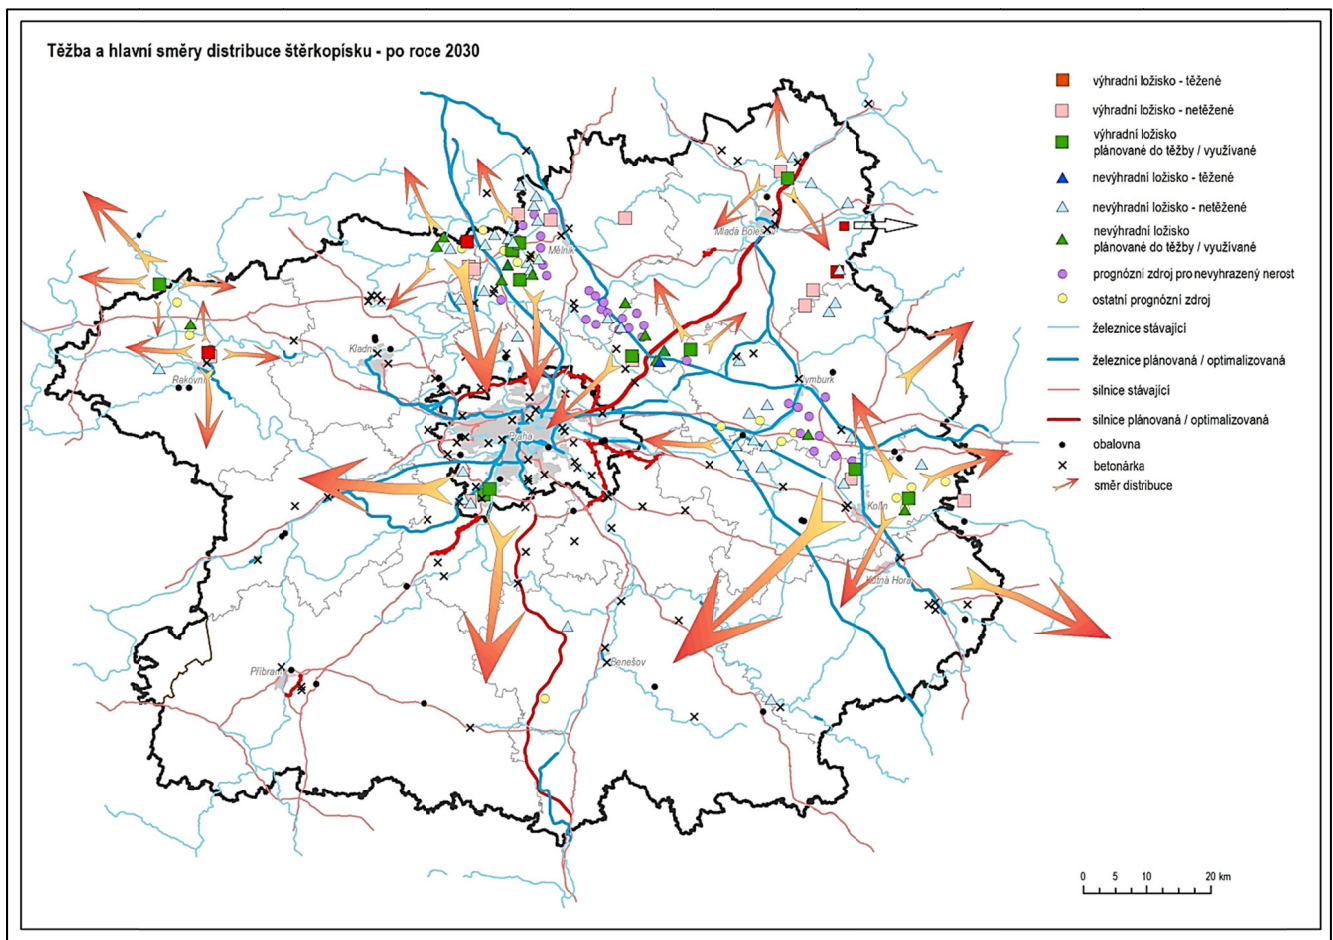 Těžba a hlavní směry distribuce štěrkopísku - po roce 2030
výhradní ložisko - těžené
výhradní ložisko - netěžené
výhradní ložisko
plánované do těžby / využívané
nevýhradní ložisko - těžené
nevýhradní ložisko - netěžené
nevýhradní ložisko
plánované do těžby / využívané
prognózní zdroj pro nevyhrazený nerost
ostatní prognózní zdroj
železnice stávající
železnice plánovaná / optimalizovaná
silnice stávající
silnice plánovaná / optimalizovaná
obalovna
betonárka
směr distribuce
Mladá Boleslav
Mělník
Kladno
Rakovník
Nymburk
Praha
Kolín
Kutná Hora
Benešov
Příbram
0 5 10 20 km